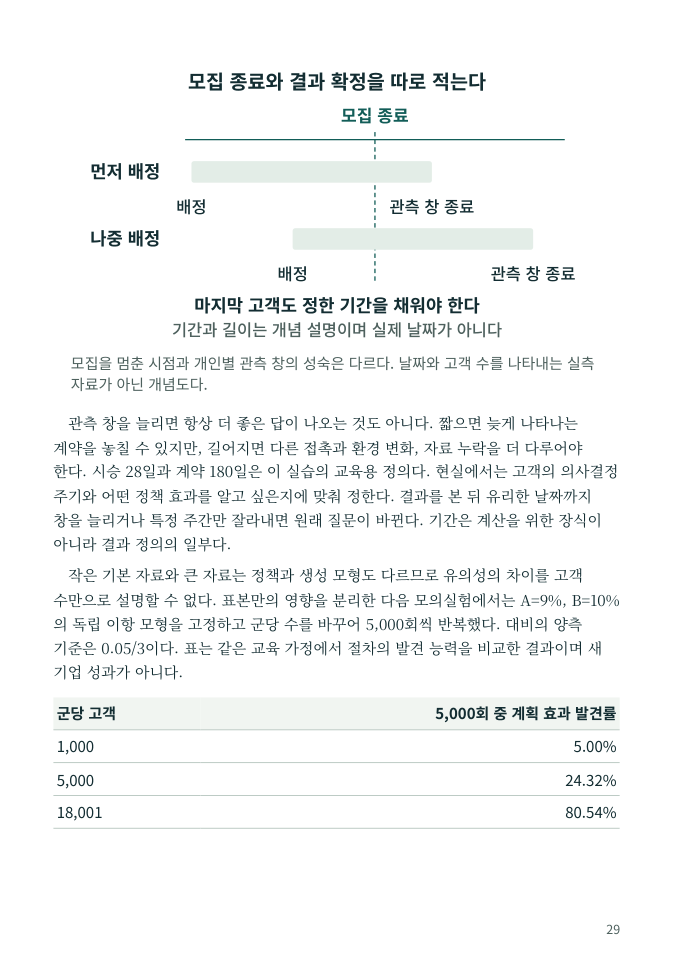 모집 종료와 결과 확정을 따로 적는다
모집 종료
먼저 배정
배정
관측 창 종료
나중 배정
배정
관측 창 종료
마지막 고객도 정한 기간을 채워야 한다
기간과 길이는 개념 설명이며 실제 날짜가 아니다
모집을 멈춘 시점과 개인별 관측 창의 성숙은 다르다. 날짜와 고객 수를 나타내는 실측
자료가 아닌 개념도다.
관측 창을 늘리면 항상 더 좋은 답이 나오는 것도 아니다. 짧으면 늦게 나타나는
계약을 놓칠 수 있지만, 길어지면 다른 접촉과 환경 변화, 자료 누락을 더 다루어야
한다. 시승 28일과 계약 180일은 이 실습의 교육용 정의다. 현실에서는 고객의 의사결정
주기와 어떤 정책 효과를 알고 싶은지에 맞춰 정한다. 결과를 본 뒤 유리한 날짜까지
창을 늘리거나 특정 주간만 잘라내면 원래 질문이 바뀐다. 기간은 계산을 위한 장식이
아니라 결과 정의의 일부다.
작은 기본 자료와 큰 자료는 정책과 생성 모형도 다르므로 유의성의 차이를 고객
수만으로 설명할 수 없다. 표본만의 영향을 분리한 다음 모의실험에서는 A=9%, B=10%
의 독립 이항 모형을 고정하고 군당 수를 바꾸어 5,000회씩 반복했다. 대비의 양측
기준은 0.05/3이다. 표는 같은 교육 가정에서 절차의 발견 능력을 비교한 결과이며 새
기업 성과가 아니다.
군당 고객 5,000회 중 계획 효과 발견률
1,000 5.00%
5,000 24.32%
18,001 80.54%
29